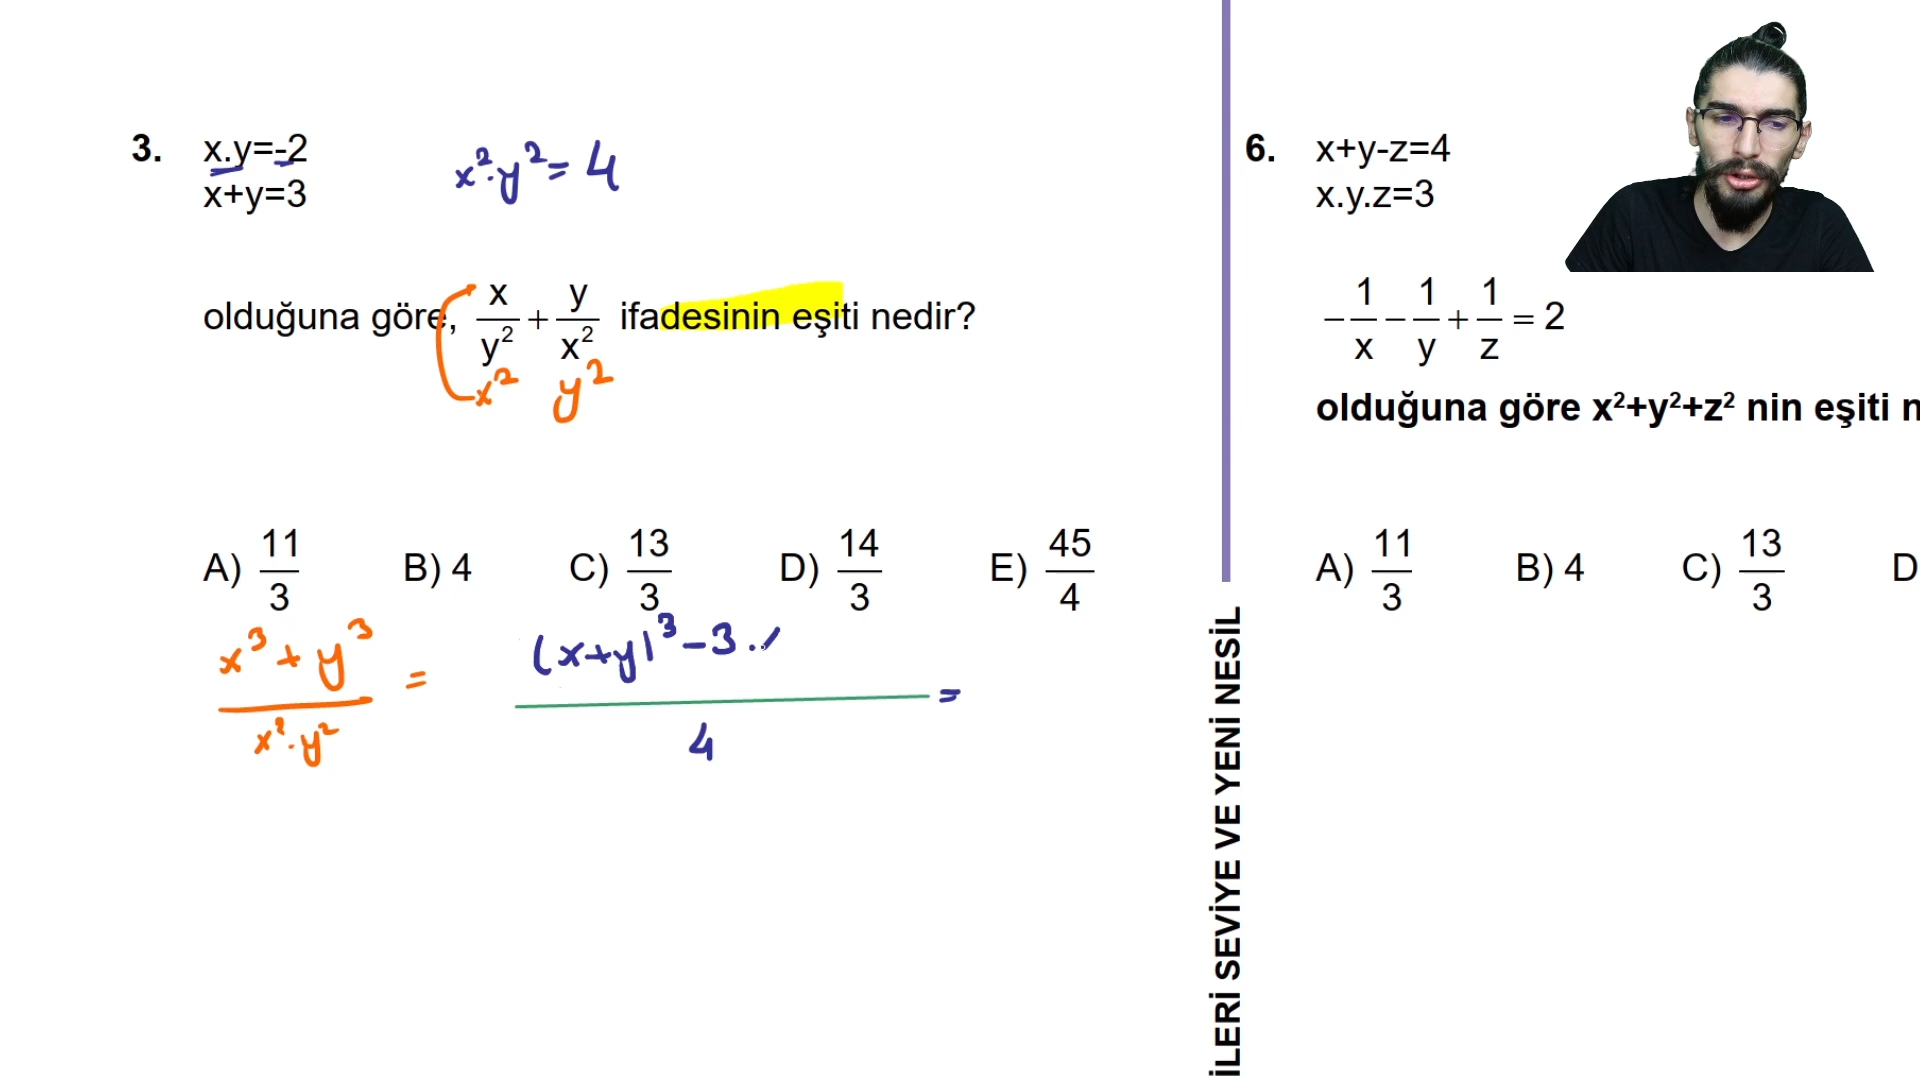 3. x.y=-2
x+y=3
x².y²=4
olduğuna göre, x/y² + y/x² ifadesinin eşiti nedir?
x² y²
A) 11/3 B) 4 C) 13/3 D) 14/3 E) 45/4
x³+y³/x².y² = (x+y)³-3./4 =
İLERİ SEVİYE VE YENİ NESİL
6. x+y-z=4
x.y.z=3
-1/x-1/y+1/z=2
olduğuna göre x²+y²+z² nin eşiti n
A) 11/3 B) 4 C) 13/3 D